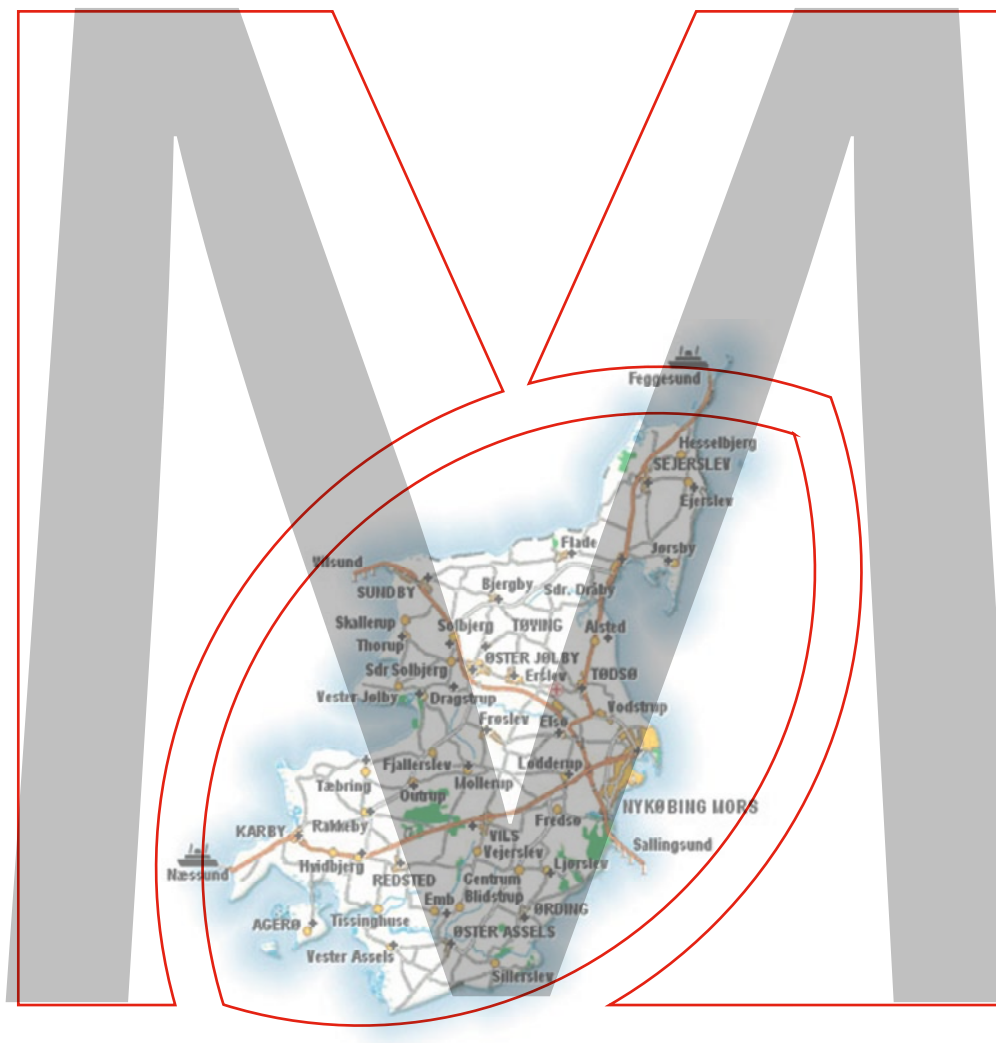 M
Feggesund
Hesselbjerg
SEJERSLEV
Ejerslev
Flade
Jørsby
Vilsund
SUNDBY
Bjergby
Sdr. Dråby
Skallerup
Solbjerg
TØVING
Alsted
Thorup
ØSTER JØLBY
Sdr Solbjerg
Erslev
TØDSØ
Vester Jølby
Dragstrup
Vodstrup
Frøslev
Elsø
Fjallerslev
Lødderup
Tæbring
Mollerup
Outrup
NYKØBING MORS
Rakkeby
Fredsø
KARBY
VILS
Sallingsund
Vejerslev
Hvidbjerg
Ljørslev
Næssund
REDSTED
Centrum
Emb
Blidstrup
ØRDING
Tissinghuse
AGERØ
ØSTER ASSELS
Vester Assels
Sillerslev